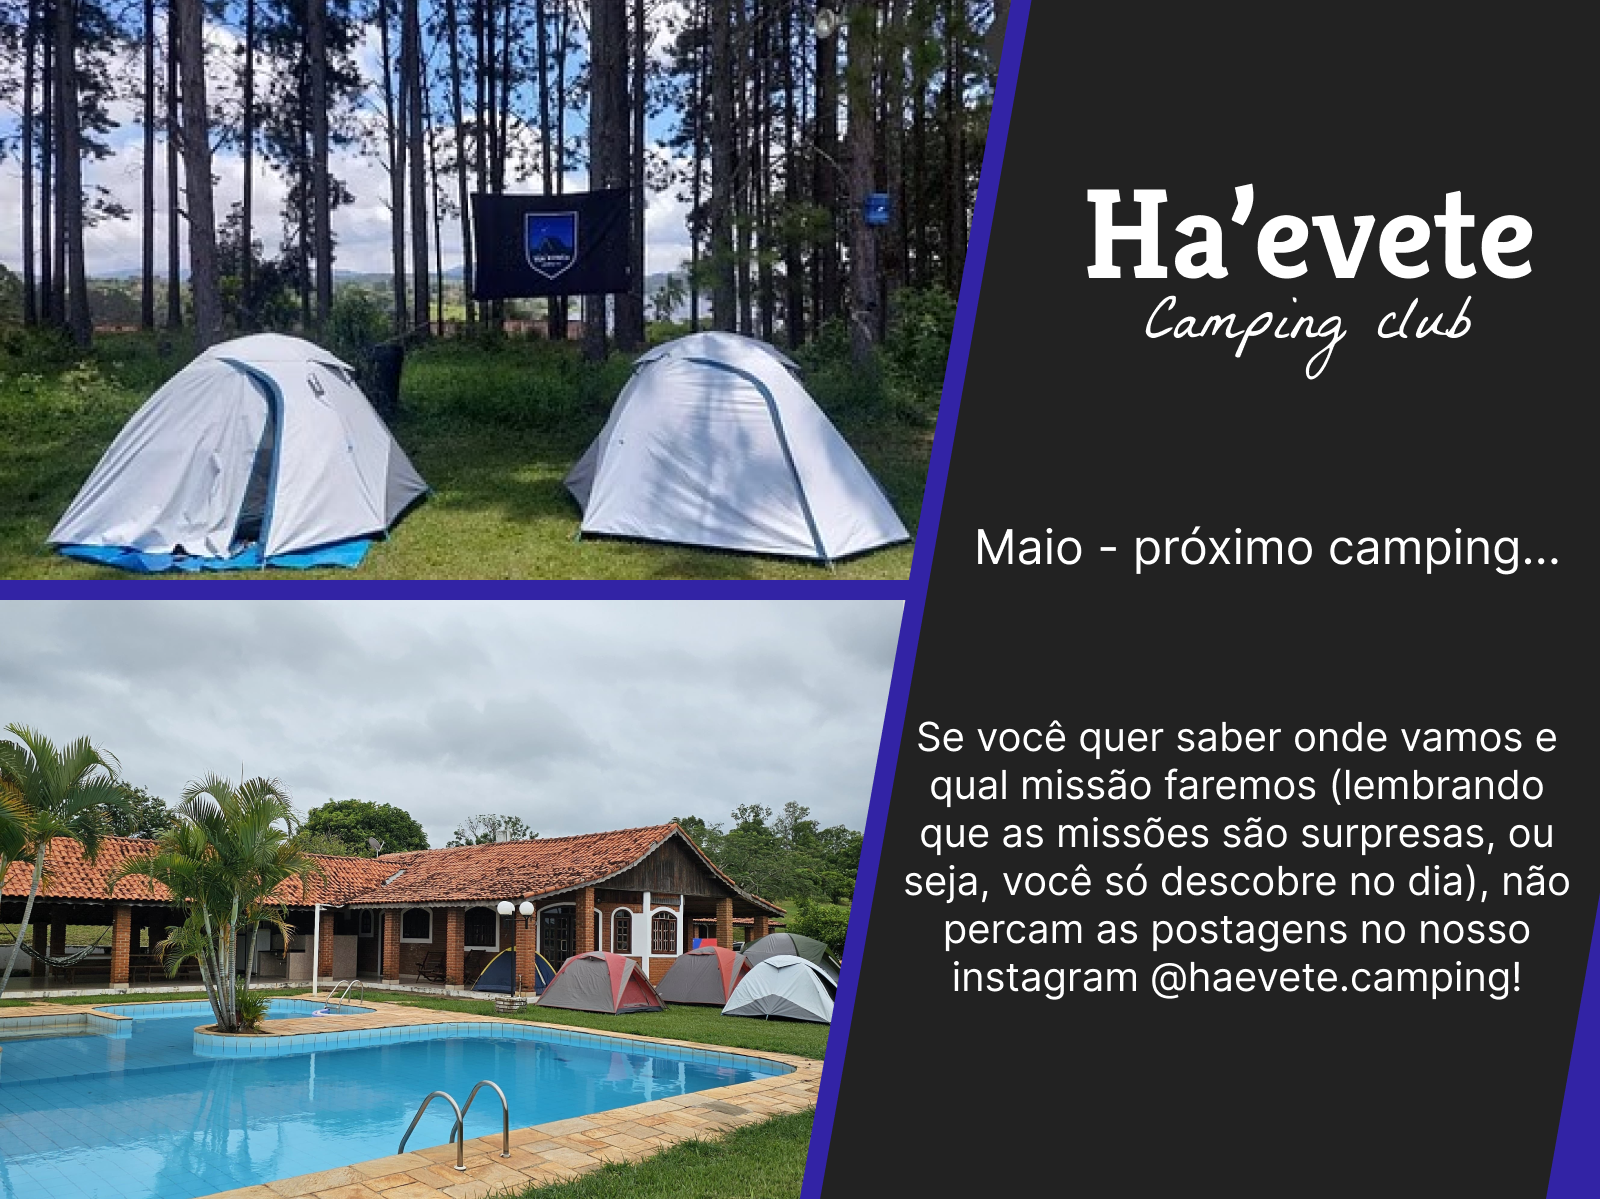 Ha'evete
Camping club
Maio - próximo camping...
Se você quer saber onde vamos e
qual missão faremos (lembrando
que as missões são surpresas, ou
seja, você só descobre no dia), não
percam as postagens no nosso
instagram @haevete.camping!